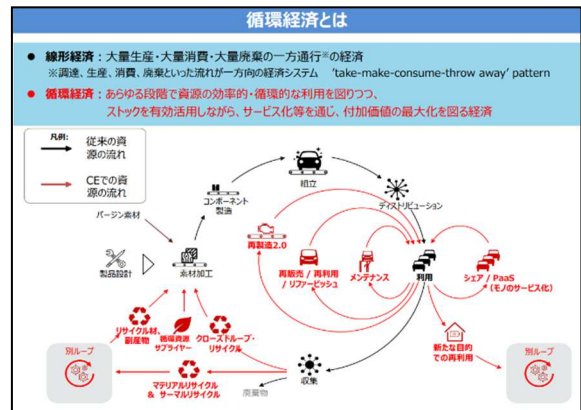 循環経済とは
● 線形経済：大量生産・大量消費・大量廃棄の一方通行※の経済
※調達、生産、消費、廃棄といった流れが一方向の経済システム 'take-make-consume-throw away' pattern
● 循環経済：あらゆる段階で資源の効率的・循環的な利用を図りつつ、
ストックを有効活用しながら、サービス化等を通じ、付加価値の最大化を図る経済
凡例:
従来の資
源の流れ
CEでの資
源の流れ
組立
コンポーネント
製造
ディストリビューション
バージン素材
再製造2.0
製品設計
素材加工
再販売 / 再利用
/ リファービッシュ
メンテナンス
利用
シェア / PaaS
(モノのサービス化)
リサイクル材、
副産物
循環資源
サプライヤー
クローズドループ・
リサイクル
新たな目的
での再利用
別ループ
マテリアルリサイクル
& サーマルリサイクル
収集
廃棄物
別ループ